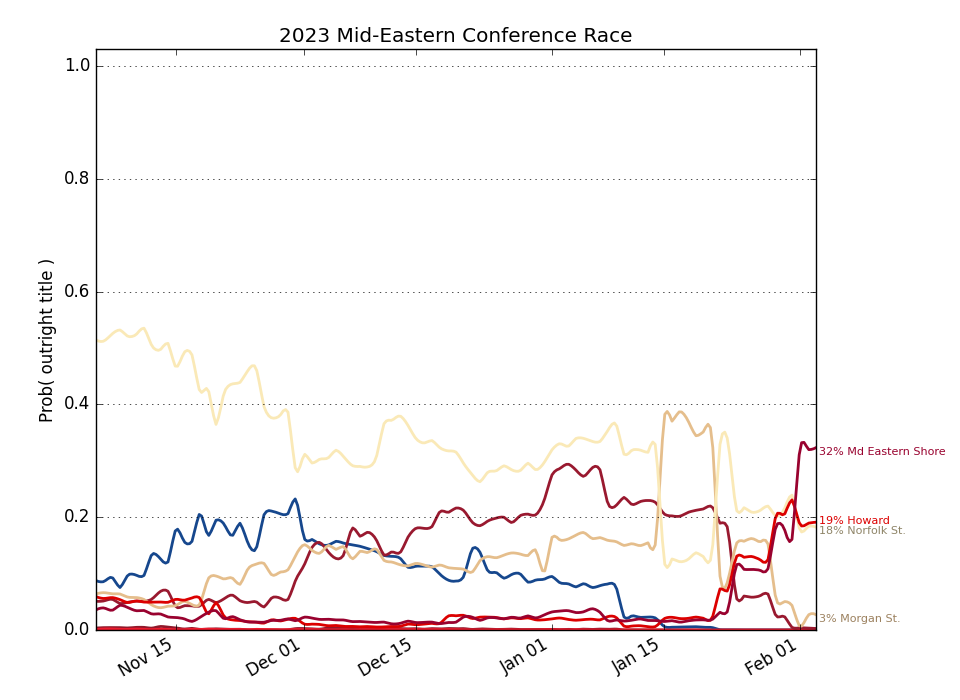 2023 Mid-Eastern Conference Race
Prob( outright title )
1.0
0.8
0.6
0.4
0.2
0.0
Nov 15
Dec 01
Dec 15
Jan 01
Jan 15
Feb 01
32% Md Eastern Shore
19% Howard
18% Norfolk St.
3% Morgan St.